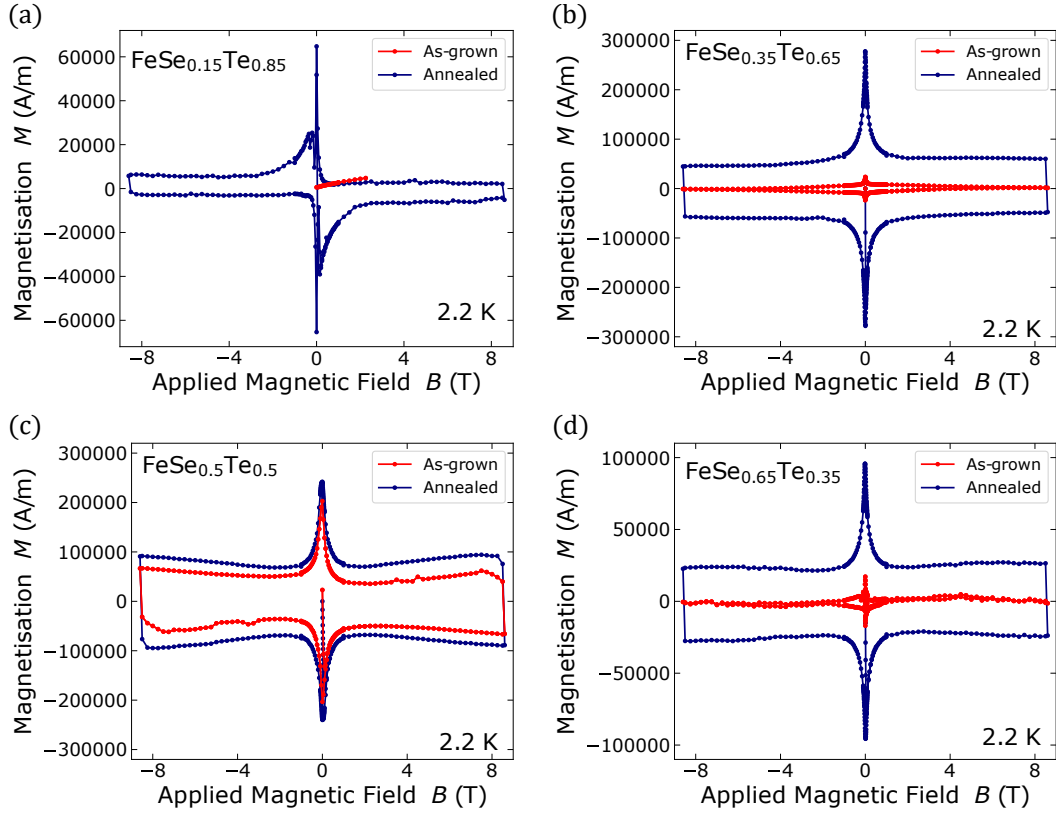 (a)
FeSe0.15Te0.85
As-grown
Annealed
60000
40000
20000
0
−20000
−40000
−60000
Magnetisation M (A/m)
2.2 K
−8 −4 0 4 8
Applied Magnetic Field B (T)
(b)
FeSe0.35Te0.65
As-grown
Annealed
300000
200000
100000
0
−100000
−200000
−300000
Magnetisation M (A/m)
2.2 K
−8 −4 0 4 8
Applied Magnetic Field B (T)
(c)
FeSe0.5Te0.5
As-grown
Annealed
300000
200000
100000
0
−100000
−200000
−300000
Magnetisation M (A/m)
2.2 K
−8 −4 0 4 8
Applied Magnetic Field B (T)
(d)
FeSe0.65Te0.35
As-grown
Annealed
100000
50000
0
−50000
−100000
Magnetisation M (A/m)
2.2 K
−8 −4 0 4 8
Applied Magnetic Field B (T)